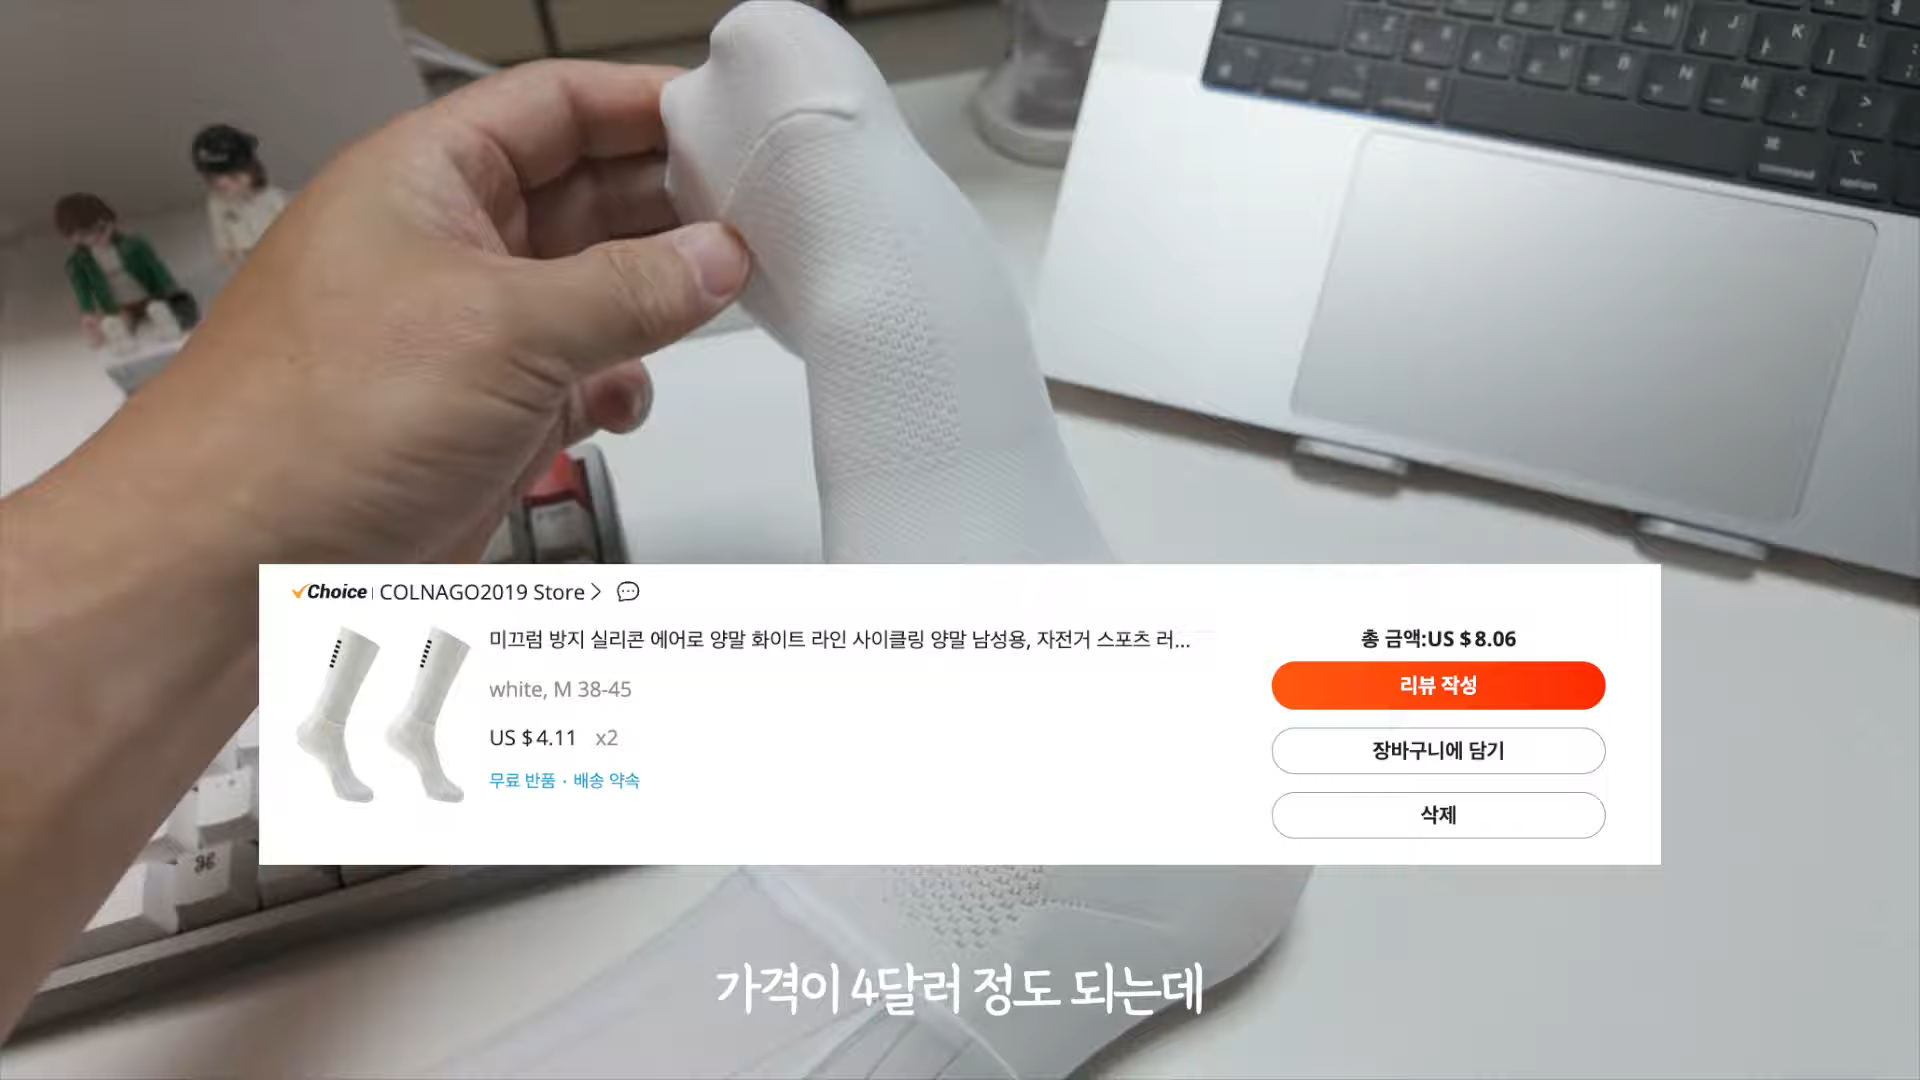 Z
C
V
B
N
M
H
J
K
L
<
>
⌘
command
⌥
option
Choice | COLNAGO2019 Store >
미끄럼 방지 실리콘 에어로 양말 화이트 라인 사이클링 양말 남성용, 자전거 스포츠 러...
white, M 38-45
US $4.11 x2
무료 반품 · 배송 약속
총 금액:US $8.06
리뷰 작성
장바구니에 담기
삭제
⌘
가격이 4달러 정도 되는데